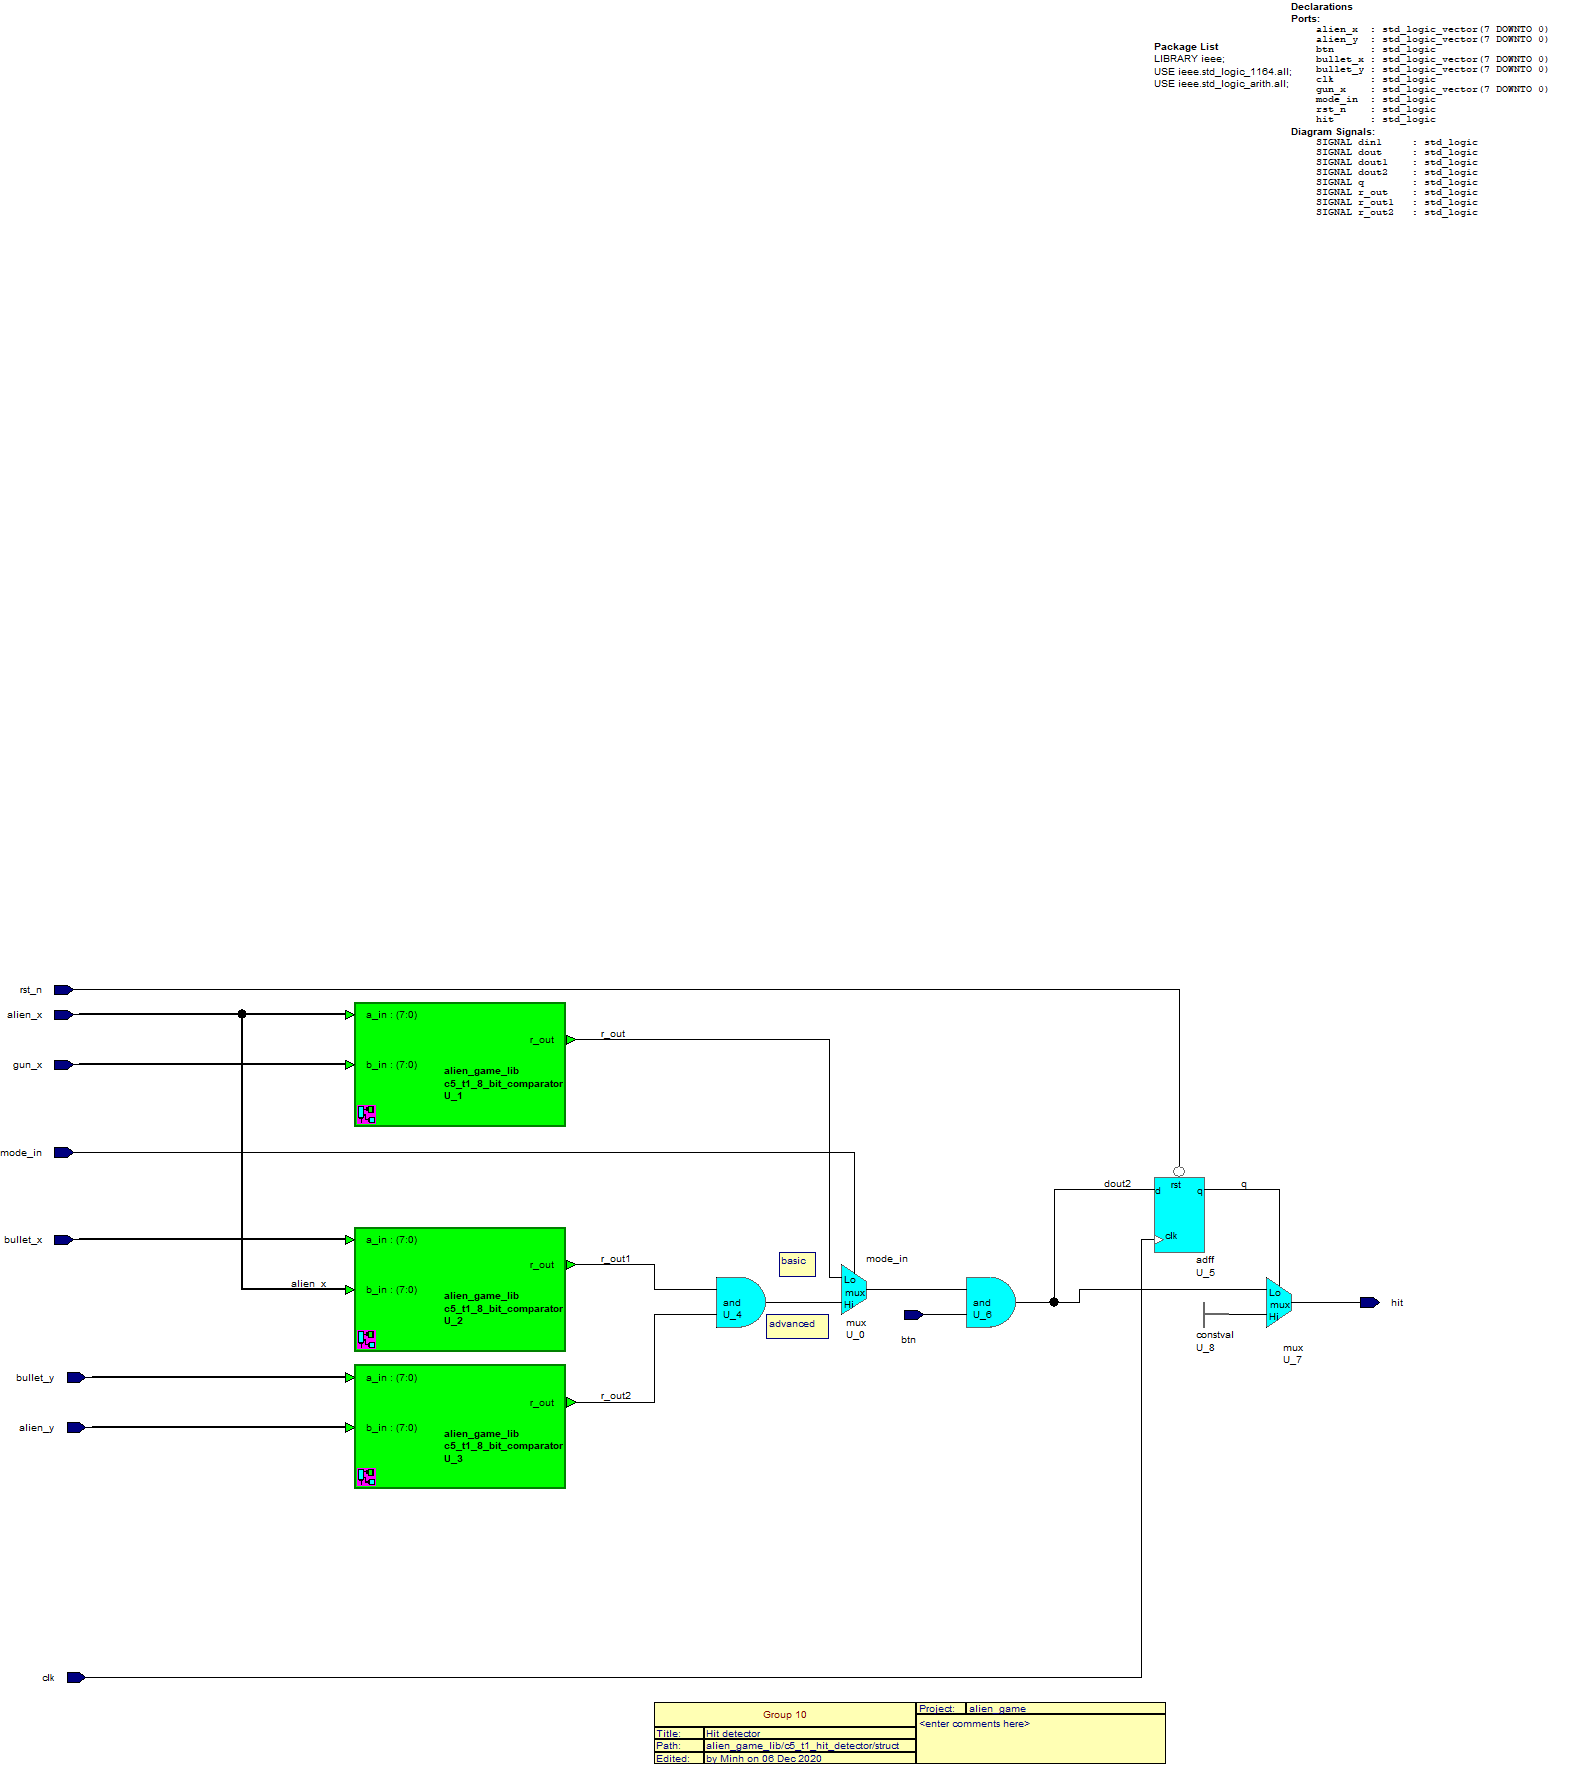 Declarations
Ports:
alien_x : std_logic_vector(7 DOWNTO 0)
alien_y : std_logic_vector(7 DOWNTO 0)
btn : std_logic
bullet_x : std_logic_vector(7 DOWNTO 0)
bullet_y : std_logic_vector(7 DOWNTO 0)
clk : std_logic
gun_x : std_logic_vector(7 DOWNTO 0)
mode_in : std_logic
rst_n : std_logic
hit : std_logic
Diagram Signals:
SIGNAL din1 : std_logic
SIGNAL dout : std_logic
SIGNAL dout1 : std_logic
SIGNAL dout2 : std_logic
SIGNAL q : std_logic
SIGNAL r_out : std_logic
SIGNAL r_out1 : std_logic
SIGNAL r_out2 : std_logic
Package List
LIBRARY ieee;
USE ieee.std_logic_1164.all;
USE ieee.std_logic_arith.all;
rst_n
alien_x
gun_x
mode_in
bullet_x
alien_x
bullet_y
alien_y
clk
a_in : (7:0)
r_out
b_in : (7:0)
alien_game_lib
c5_t1_8_bit_comparator
U_1
r_out
a_in : (7:0)
r_out
b_in : (7:0)
alien_game_lib
c5_t1_8_bit_comparator
U_2
r_out1
a_in : (7:0)
r_out
b_in : (7:0)
alien_game_lib
c5_t1_8_bit_comparator
U_3
r_out2
and
U_4
basic
advanced
mode_in
Lo
mux
Hi
mux
U_0
btn
and
U_6
dout2
d
rst
q
clk
adff
U_5
q
constval
U_8
Lo
mux
Hi
mux
U_7
hit
Group 10
Title: Hit detector
Path: alien_game_lib/c5_t1_hit_detector/struct
Edited: by Minh on 06 Dec 2020
Project: alien_game
<enter comments here>